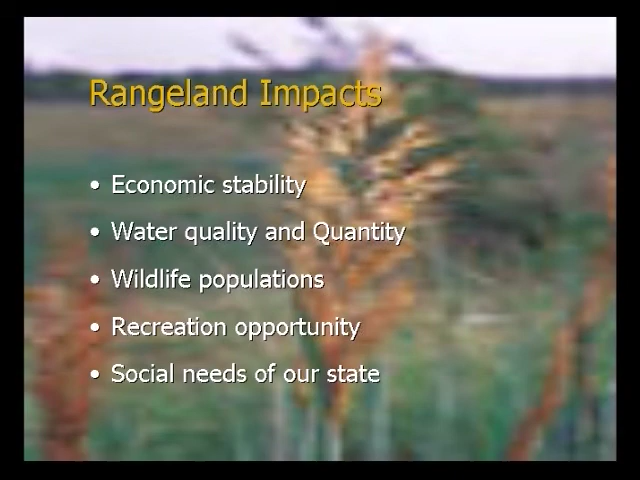 Rangeland Impacts
• Economic stability
• Water quality and Quantity
• Wildlife populations
• Recreation opportunity
• Social needs of our state